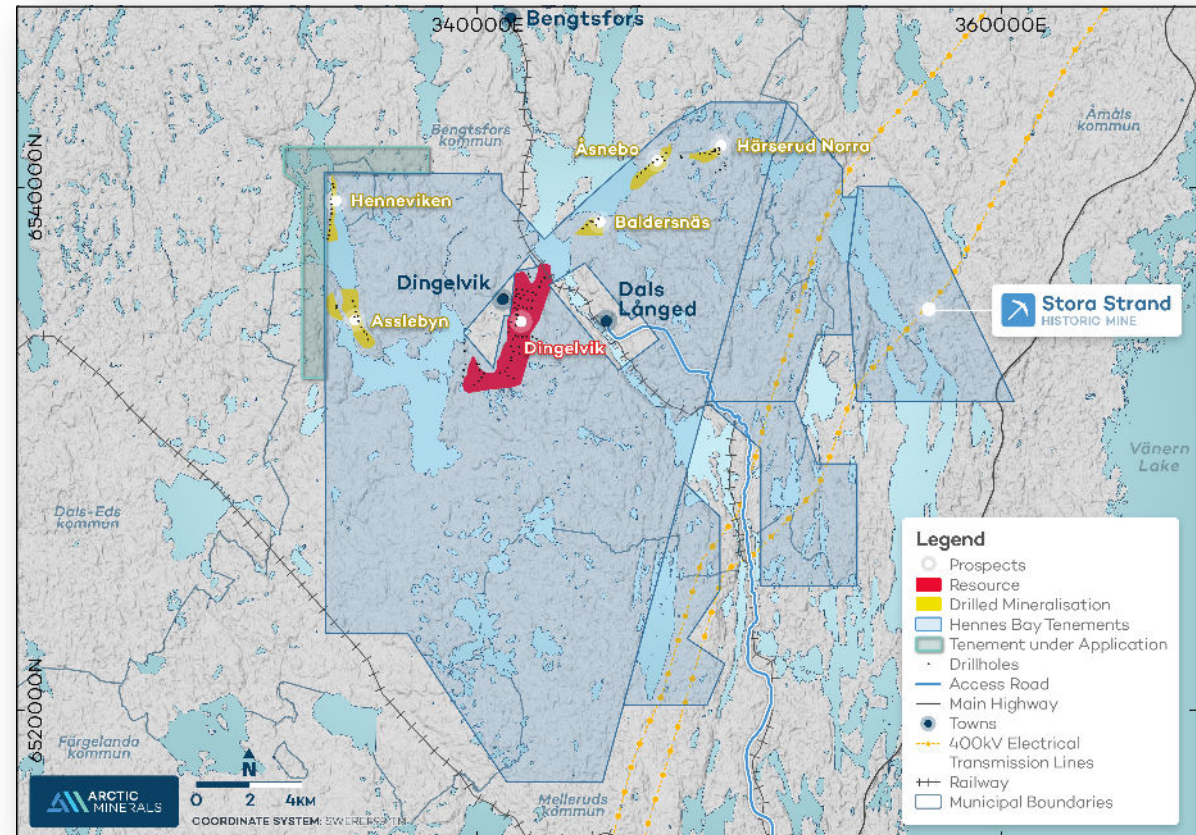 340000E
Bengtsfors
360000E
Bengtsfors
kommun
Åmåls
kommun
Åsnebo
Härserud Norra
6540000N
Henneviken
Baldersnäs
Dingelvik
Dals
Långed
Asslebyn
Dingelvik
Stora Strand
HISTORIC MINE
Vänern
Lake
Dals-Eds
kommun
Legend
Prospects
Resource
Drilled Mineralisation
Hennes Bay Tenements
Tenement under Application
Drillholes
Access Road
Main Highway
Towns
400kV Electrical
Transmission Lines
Railway
Municipal Boundaries
6520000N
Färgelanda
kommun
Melleruds
kommun
N
0 2 4KM
ARCTIC
MINERALS
COORDINATE SYSTEM: